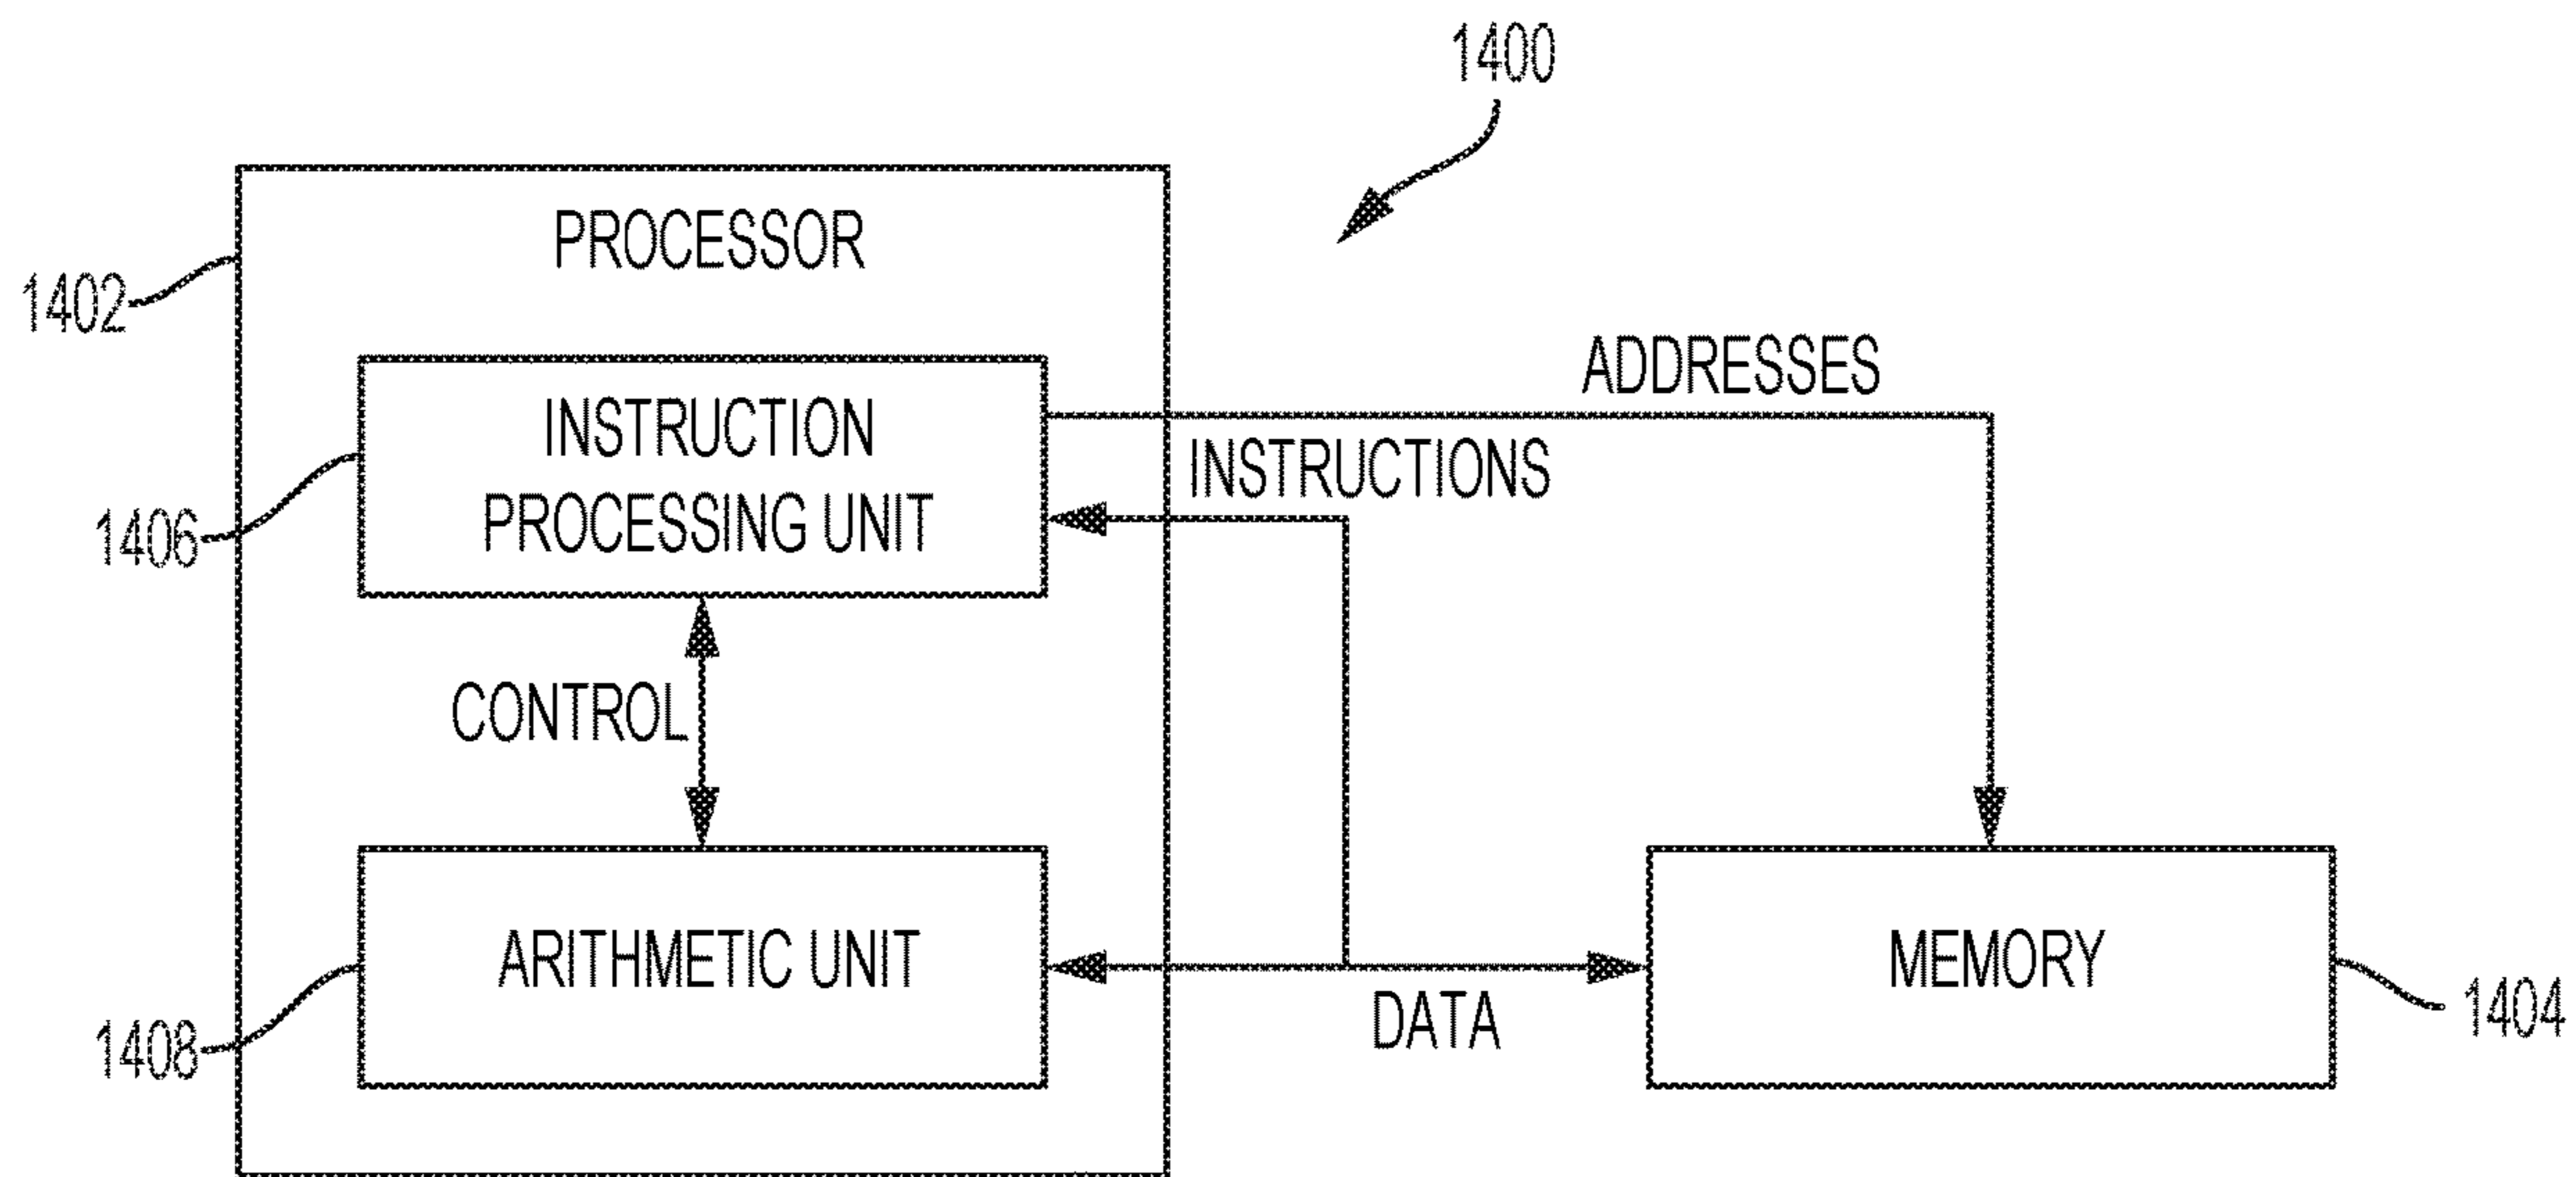 1400
PROCESSOR
1402
ADDRESSES
INSTRUCTION
PROCESSING UNIT
INSTRUCTIONS
1406
CONTROL
ARITHMETIC UNIT
MEMORY
DATA
1408
1404